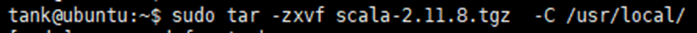 tank@ubuntu:~$ sudo tar -zxvf scala-2.11.8.tgz  -C /usr/local/